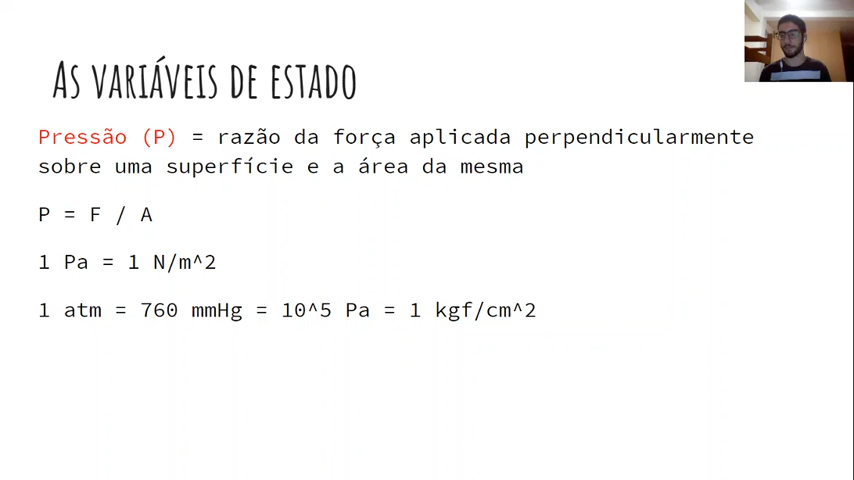 As variáveis de estado
Pressão (P) = razão da força aplicada perpendicularmente
sobre uma superfície e a área da mesma
P = F / A
1 Pa = 1 N/m^2
1 atm = 760 mmHg = 10^5 Pa = 1 kgf/cm^2